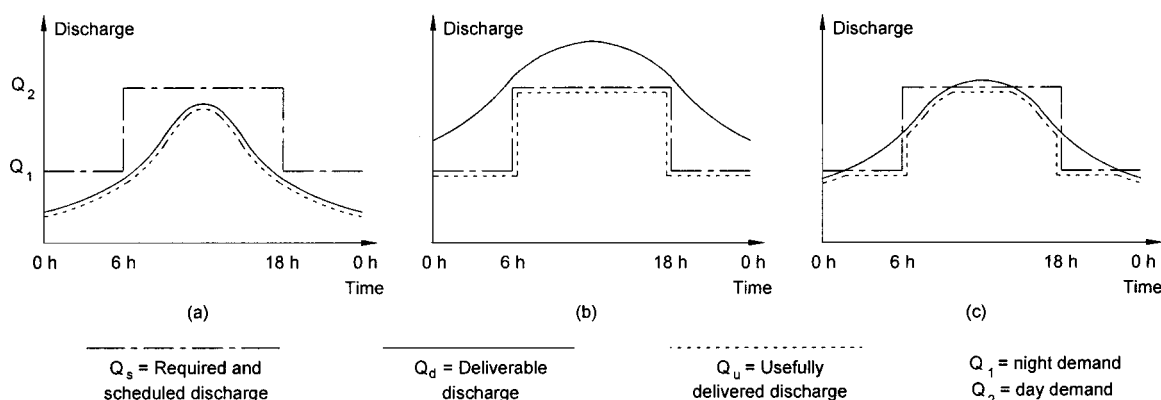 Discharge
Discharge
Discharge
Q2
Q1
0 h 6 h 18 h 0 h
0 h 6 h 18 h 0 h
0 h 6 h 18 h 0 h
Time
Time
Time
(a)
(b)
(c)
Qs = Required and
scheduled discharge
Qd = Deliverable
discharge
Qu = Usefully
delivered discharge
Q1 = night demand
Q2 = day demand